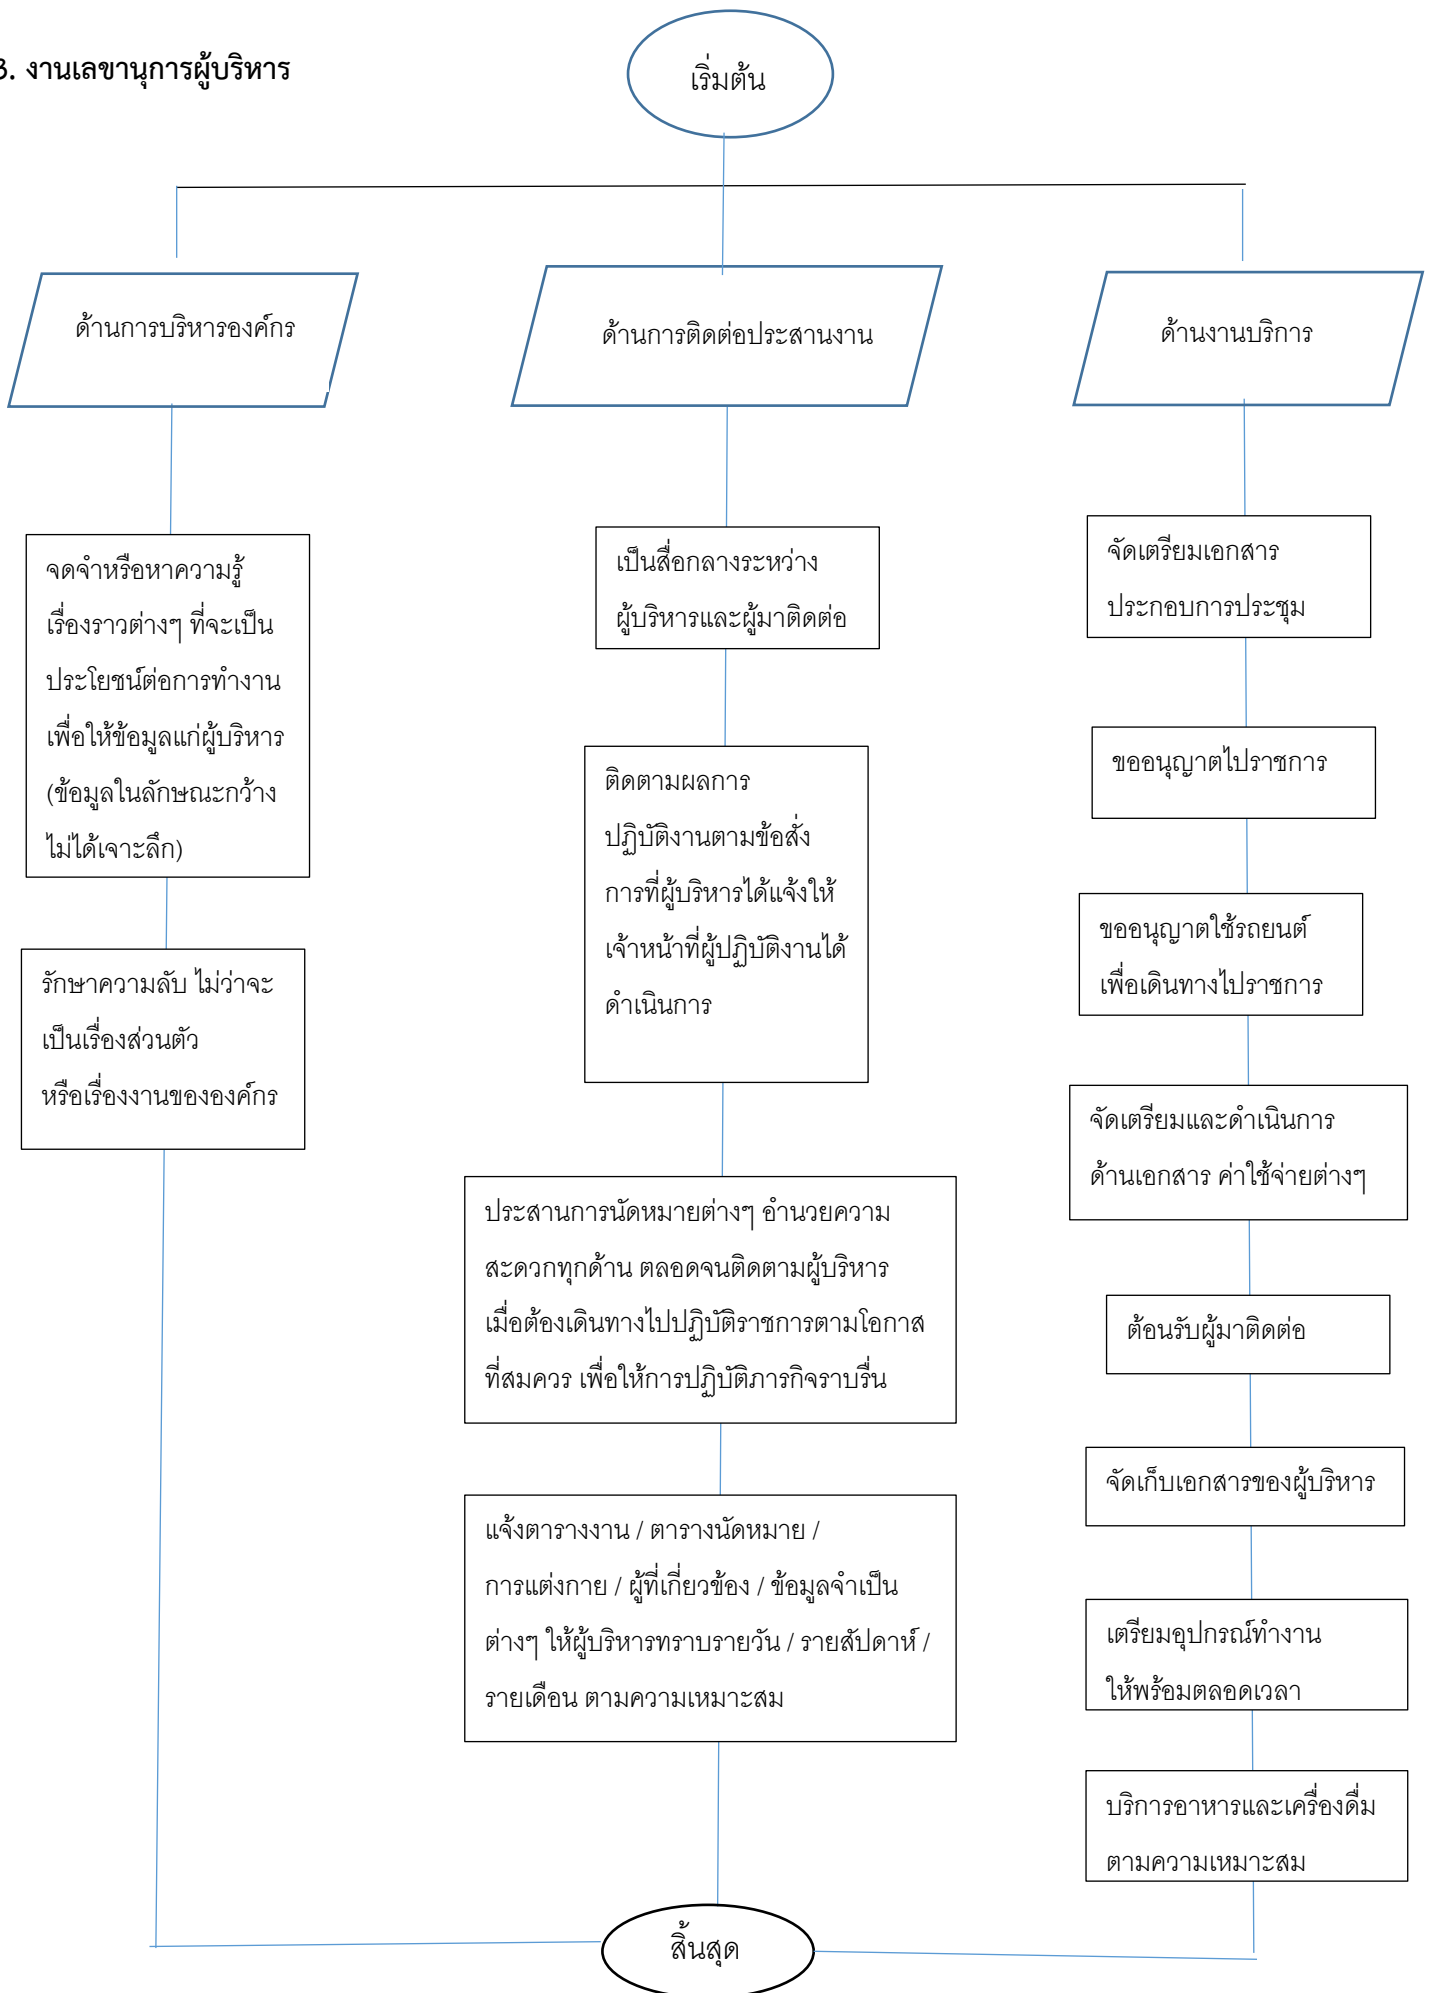 3. งานเลขานุการผู้บริหาร
เริ่มต้น
ด้านการบริหารองค์กร
ด้านการติดต่อประสานงาน
ด้านงานบริการ
จดจำหรือหาความรู้
เรื่องราวต่างๆ ที่จะเป็น
ประโยชน์ต่อการทำงาน
เพื่อให้ข้อมูลแก่ผู้บริหาร
(ข้อมูลในลักษณะกว้าง
ไม่ได้เจาะลึก)
รักษาความลับ ไม่ว่าจะ
เป็นเรื่องส่วนตัว
หรือเรื่องงานขององค์กร
เป็นสื่อกลางระหว่าง
ผู้บริหารและผู้มาติดต่อ
ติดตามผลการ
ปฏิบัติงานตามข้อสั่ง
การที่ผู้บริหารได้แจ้งให้
เจ้าหน้าที่ผู้ปฏิบัติงานได้
ดำเนินการ
ประสานการนัดหมายต่างๆ อำนวยความ
สะดวกทุกด้าน ตลอดจนติดตามผู้บริหาร
เมื่อต้องเดินทางไปปฏิบัติราชการตามโอกาส
ที่สมควร เพื่อให้การปฏิบัติภารกิจราบรื่น
แจ้งตารางงาน / ตารางนัดหมาย /
การแต่งกาย / ผู้ที่เกี่ยวข้อง / ข้อมูลจำเป็น
ต่างๆ ให้ผู้บริหารทราบรายวัน / รายสัปดาห์ /
รายเดือน ตามความเหมาะสม
จัดเตรียมเอกสาร
ประกอบการประชุม
ขออนุญาตไปราชการ
ขออนุญาตใช้รถยนต์
เพื่อเดินทางไปราชการ
จัดเตรียมและดำเนินการ
ด้านเอกสาร ค่าใช้จ่ายต่างๆ
ต้อนรับผู้มาติดต่อ
จัดเก็บเอกสารของผู้บริหาร
เตรียมอุปกรณ์ทำงาน
ให้พร้อมตลอดเวลา
บริการอาหารและเครื่องดื่ม
ตามความเหมาะสม
สิ้นสุด